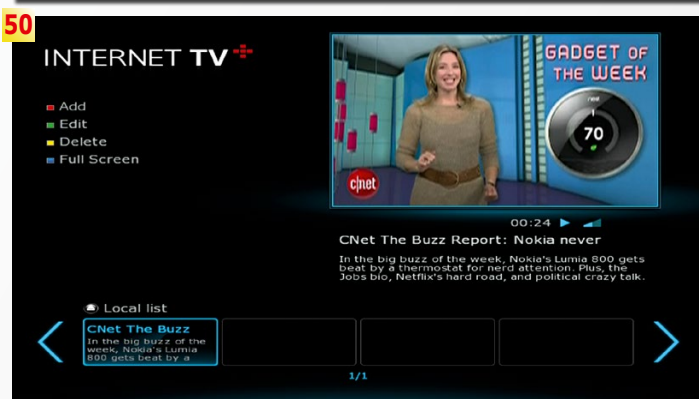 50
INTERNET TV
Add
Edit
Delete
Full Screen
GADGET OF
THE WEEK
nest
70
c|net
00:24
CNet The Buzz Report: Nokia never
In the big buzz of the week, Nokia's Lumia 800 gets
beat by a thermostat for nerd attention. Plus, the
Jobs bio, Netflix's hard road, and political crazy talk.
Local list
CNet The Buzz
In the big buzz of the
week, Nokia's Lumia
800 gets beat by a
1/1